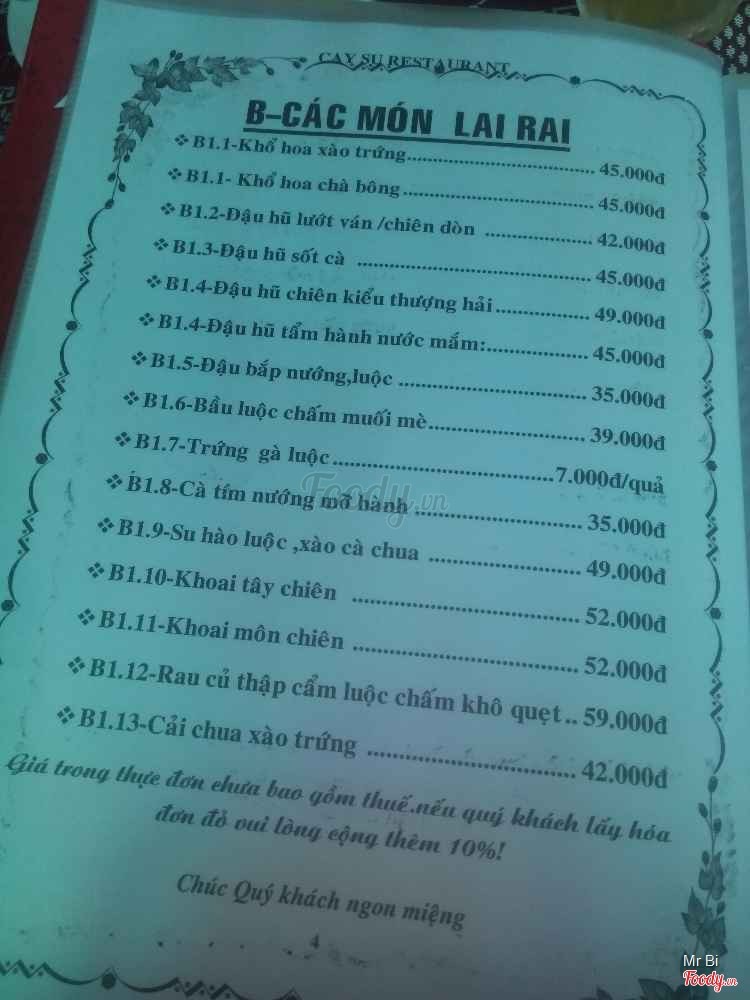 CAY SU RESTAURANT
B-CÁC MÓN LAI RAI
❖B1.1-Khổ hoa xào trứng.......... 45.000đ
❖B1.1- Khổ hoa chà bông.......... 45.000đ
❖B1.2-Đậu hũ lướt ván /chiên dòn .......... 42.000đ
❖B1.3-Đậu hũ sốt cà .......... 45.000đ
❖B1.4-Đậu hũ chiên kiểu thượng hải.......... 49.000đ
❖B1.4-Đậu hũ tẩm hành nước mắm:.......... 45.000đ
❖B1.5-Đậu bắp nướng,luộc .......... 35.000đ
❖B1.6-Bầu luộc chấm muối mè.......... 39.000đ
❖B1.7-Trứng gà luộc..........7.000đ/quả
❖B1.8-Cà tím nướng mỡ hành .......... 35.000đ
❖B1.9-Su hào luộc ,xào cà chua .......... 49.000đ
❖B1.10-Khoai tây chiên .......... 52.000đ
❖B1.11-Khoai môn chiên .......... 52.000đ
❖B1.12-Rau củ thập cẩm luộc chấm khô quẹt.. 59.000đ
❖B1.13-Cải chua xào trứng .......... 42.000đ
Giá trong thực đơn chưa bao gồm thuế.nếu quý khách lấy hóa
đơn đỏ vui lòng cộng thêm 10%!
Chúc Quý khách ngon miệng
4
Foody.vn
Mr Bi
Foody.vn